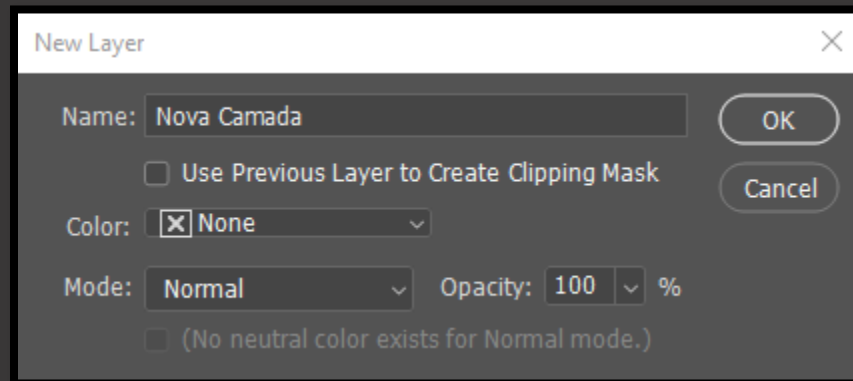 New Layer
Name: Nova Camada
OK
Use Previous Layer to Create Clipping Mask
Cancel
Color: None
Mode: Normal Opacity: 100 %
(No neutral color exists for Normal mode.)